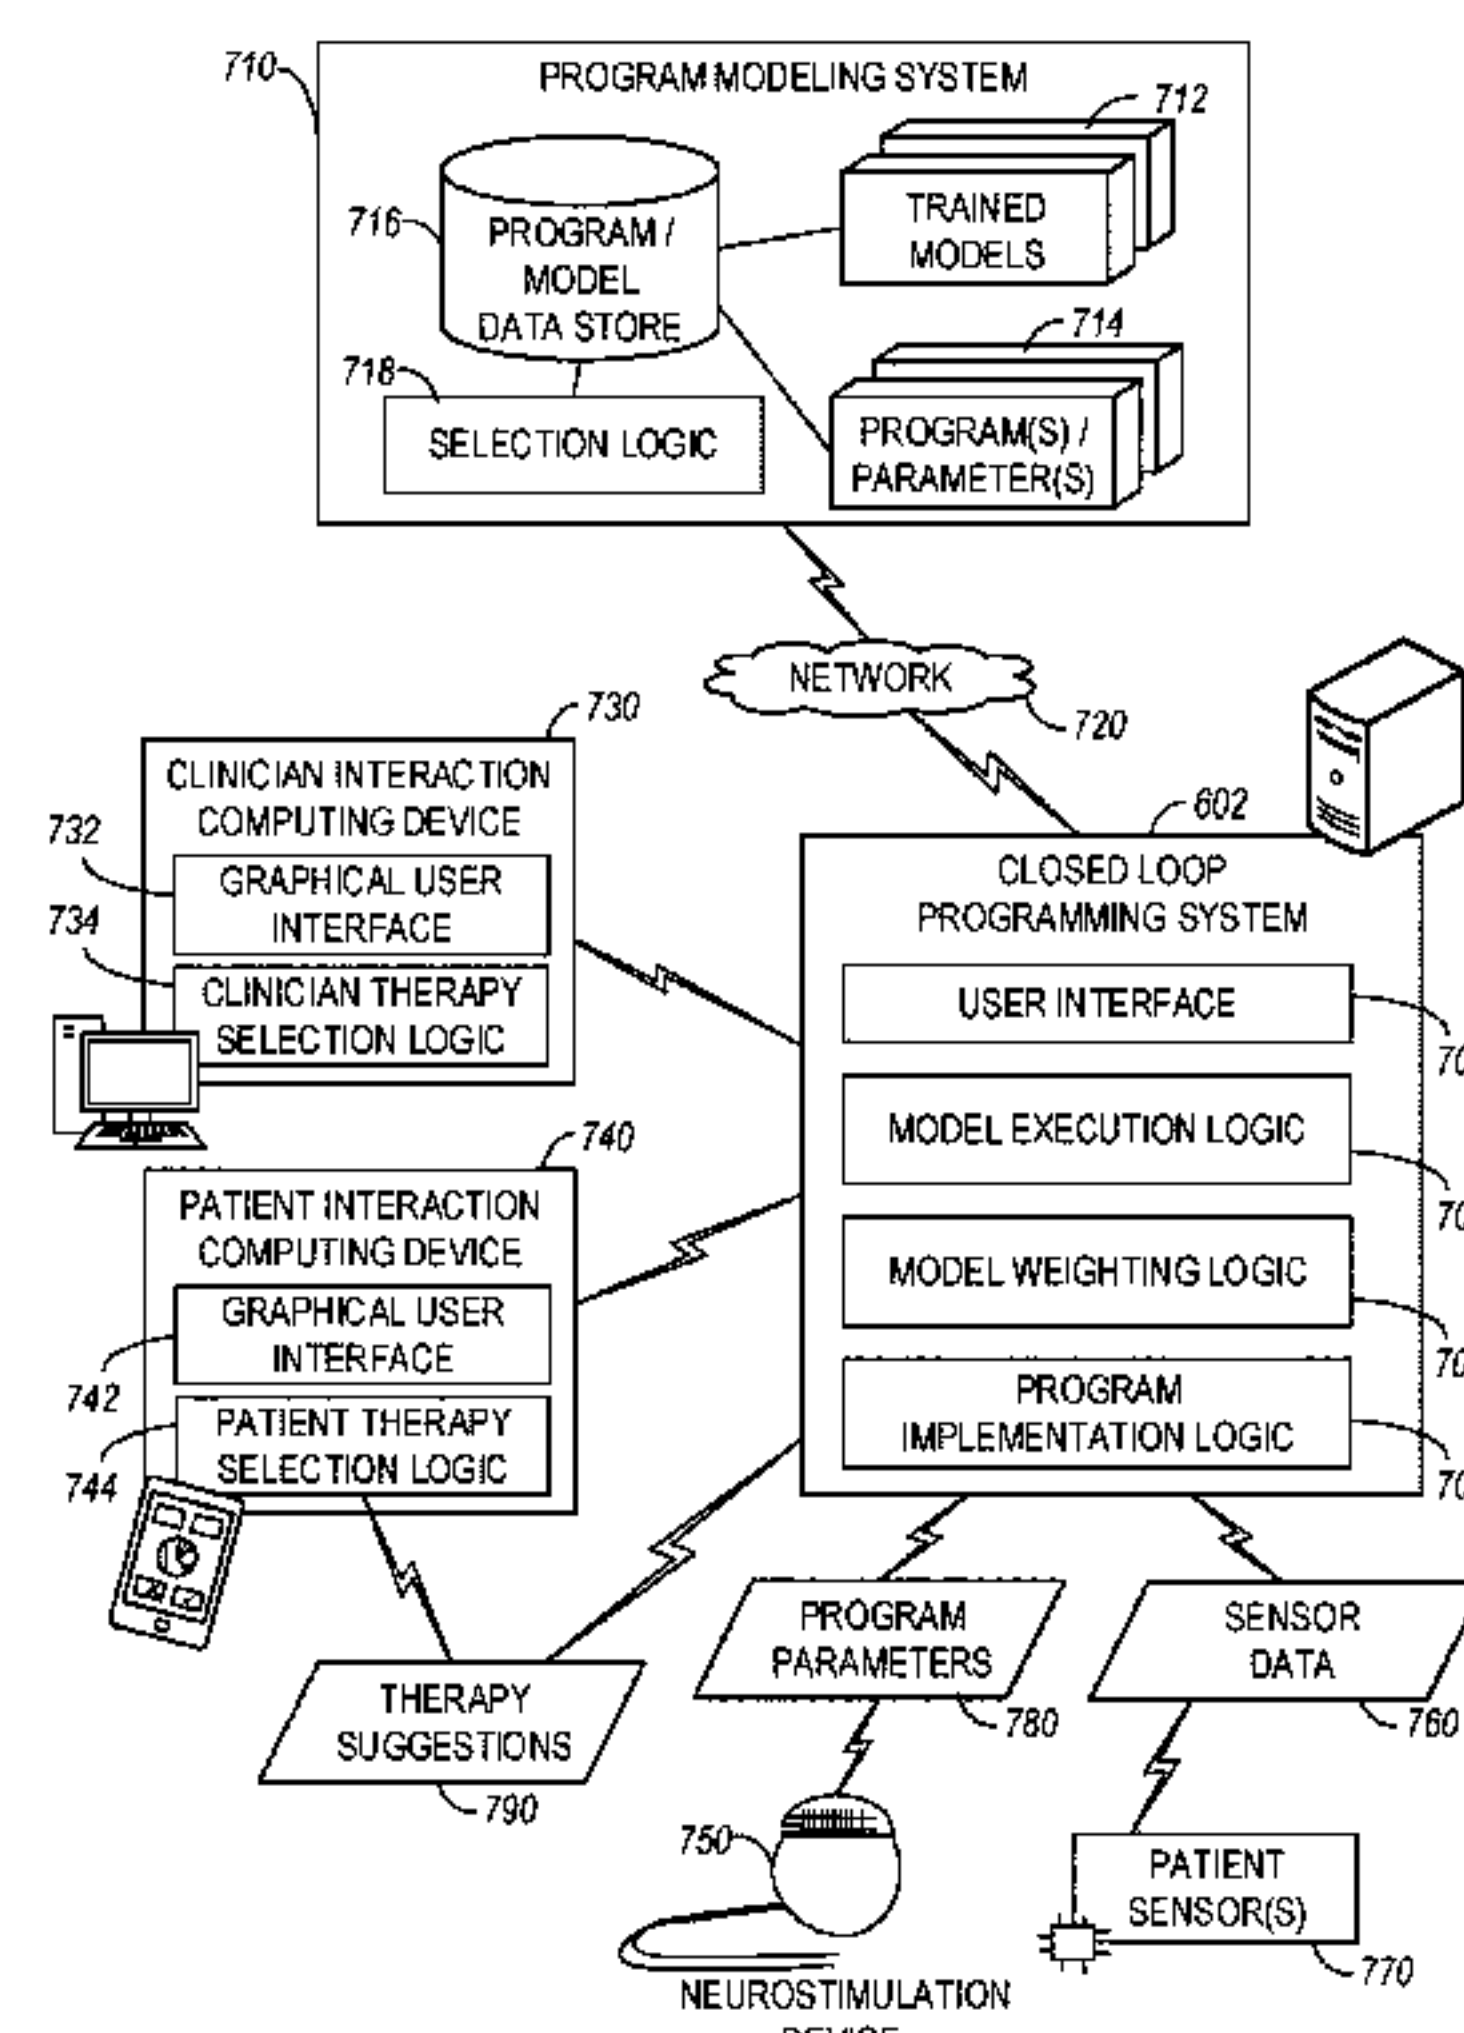 710
PROGRAM MODELING SYSTEM
712
716
PROGRAM /
MODEL
DATA STORE
TRAINED
MODELS
714
718
SELECTION LOGIC
PROGRAM(S) /
PARAMETER(S)
NETWORK
720
730
CLINICIAN INTERACTION
COMPUTING DEVICE
732
GRAPHICAL USER
INTERFACE
734
CLINICIAN THERAPY
SELECTION LOGIC
602
CLOSED LOOP
PROGRAMMING SYSTEM
USER INTERFACE
70
MODEL EXECUTION LOGIC
70
MODEL WEIGHTING LOGIC
70
PROGRAM
IMPLEMENTATION LOGIC
70
740
PATIENT INTERACTION
COMPUTING DEVICE
GRAPHICAL USER
INTERFACE
742
PATIENT THERAPY
SELECTION LOGIC
744
THERAPY
SUGGESTIONS
790
PROGRAM
PARAMETERS
780
SENSOR
DATA
760
750
NEUROSTIMULATION
PATIENT
SENSOR(S)
770